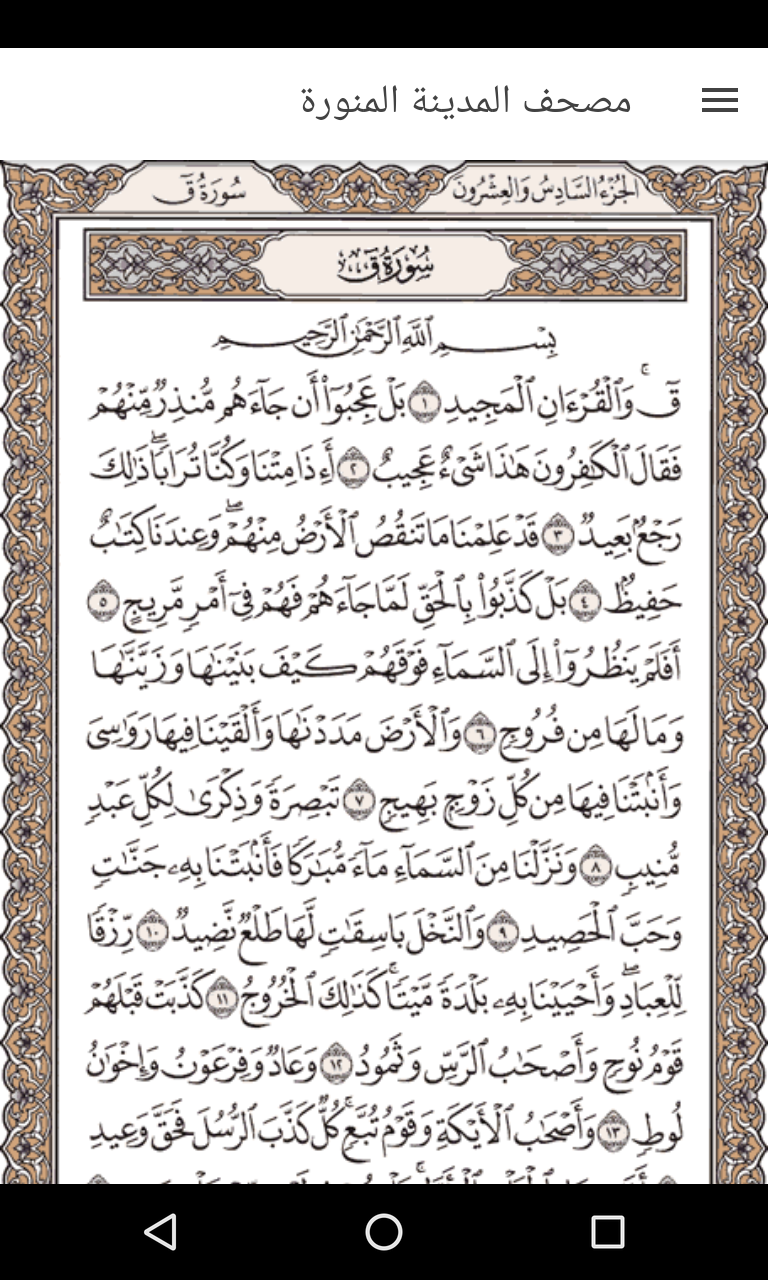 مصحف المدينة المنورة
الجُزْءُ السَّادِسُ وَالعِشْرُونَ
سُورَةُ قٓ
سُورَةُ قٓ
بِسْمِ ٱللَّهِ ٱلرَّحْمَٰنِ ٱلرَّحِيمِ
قٓۚ وَٱلْقُرْءَانِ ٱلْمَجِيدِ ١ بَلْ عَجِبُوٓا۟ أَن جَآءَهُم مُّنذِرٌ مِّنْهُمْ
فَقَالَ ٱلْكَٰفِرُونَ هَٰذَا شَىْءٌ عَجِيبٌ ٢ أَءِذَا مِتْنَا وَكُنَّا تُرَابًاۖ ذَٰلِكَ
رَجْعٌۢ بَعِيدٌ ٣ قَدْ عَلِمْنَا مَا تَنقُصُ ٱلْأَرْضُ مِنْهُمْۖ وَعِندَنَا كِتَٰبٌ
حَفِيظٌۢ ٤ بَلْ كَذَّبُوا۟ بِٱلْحَقِّ لَمَّا جَآءَهُمْ فَهُمْ فِىٓ أَمْرٍ مَّرِيجٍ ٥
أَفَلَمْ يَنظُرُوٓا۟ إِلَى ٱلسَّمَآءِ فَوْقَهُمْ كَيْفَ بَنَيْنَٰهَا وَزَيَّنَّٰهَا
وَمَا لَهَا مِن فُرُوجٍ ٦ وَٱلْأَرْضَ مَدَدْنَٰهَا وَأَلْقَيْنَا فِيهَا رَوَٰسِىَ
وَأَنۢبَتْنَا فِيهَا مِن كُلِّ زَوْجٍۭ بَهِيجٍ ٧ تَبْصِرَةً وَذِكْرَىٰ لِكُلِّ عَبْدٍ
مُّنِيبٍ ٨ وَنَزَّلْنَا مِنَ ٱلسَّمَآءِ مَآءً مُّبَٰرَكًا فَأَنۢبَتْنَا بِهِۦ جَنَّٰتٍ
وَحَبَّ ٱلْحَصِيدِ ٩ وَٱلنَّخْلَ بَاسِقَٰتٍ لَّهَا طَلْعٌ نَّضِيدٌ ١٠ رِّزْقًا
لِّلْعِبَادِۖ وَأَحْيَيْنَا بِهِۦ بَلْدَةً مَّيْتًاۚ كَذَٰلِكَ ٱلْخُرُوجُ ١١ كَذَّبَتْ قَبْلَهُمْ
قَوْمُ نُوحٍ وَأَصْحَٰبُ ٱلرَّسِّ وَثَمُودُ ١٢ وَعَادٌ وَفِرْعَوْنُ وَإِخْوَٰنُ
لُوطٍ ١٣ وَأَصْحَٰبُ ٱلْأَيْكَةِ وَقَوْمُ تُبَّعٍۚ كُلٌّ كَذَّبَ ٱلرُّسُلَ فَحَقَّ وَعِيدِ